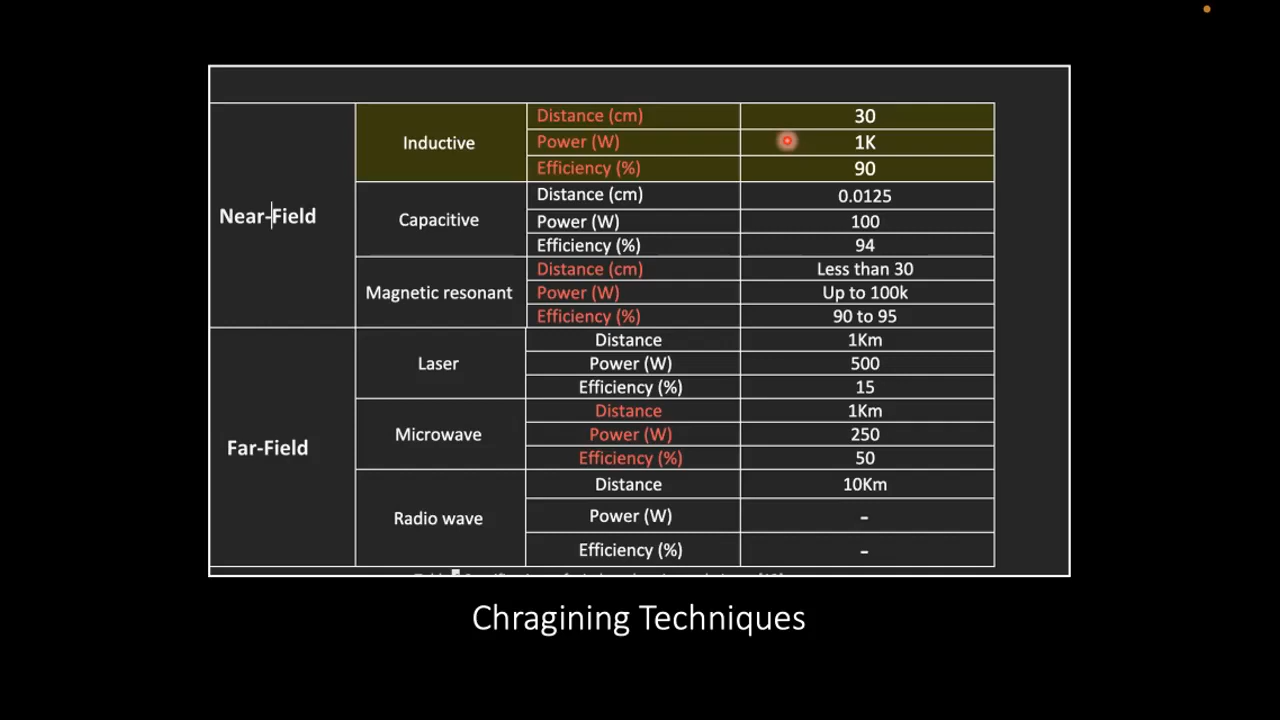 Distance (cm) 30
Inductive Power (W) 1K
Efficiency (%) 90
Distance (cm) 0.0125
Near-Field Capacitive Power (W) 100
Efficiency (%) 94
Distance (cm) Less than 30
Magnetic resonant Power (W) Up to 100k
Efficiency (%) 90 to 95
Distance 1Km
Laser Power (W) 500
Efficiency (%) 15
Distance 1Km
Far-Field Microwave Power (W) 250
Efficiency (%) 50
Distance 10Km
Radio wave Power (W) -
Efficiency (%) -
Chragining Techniques